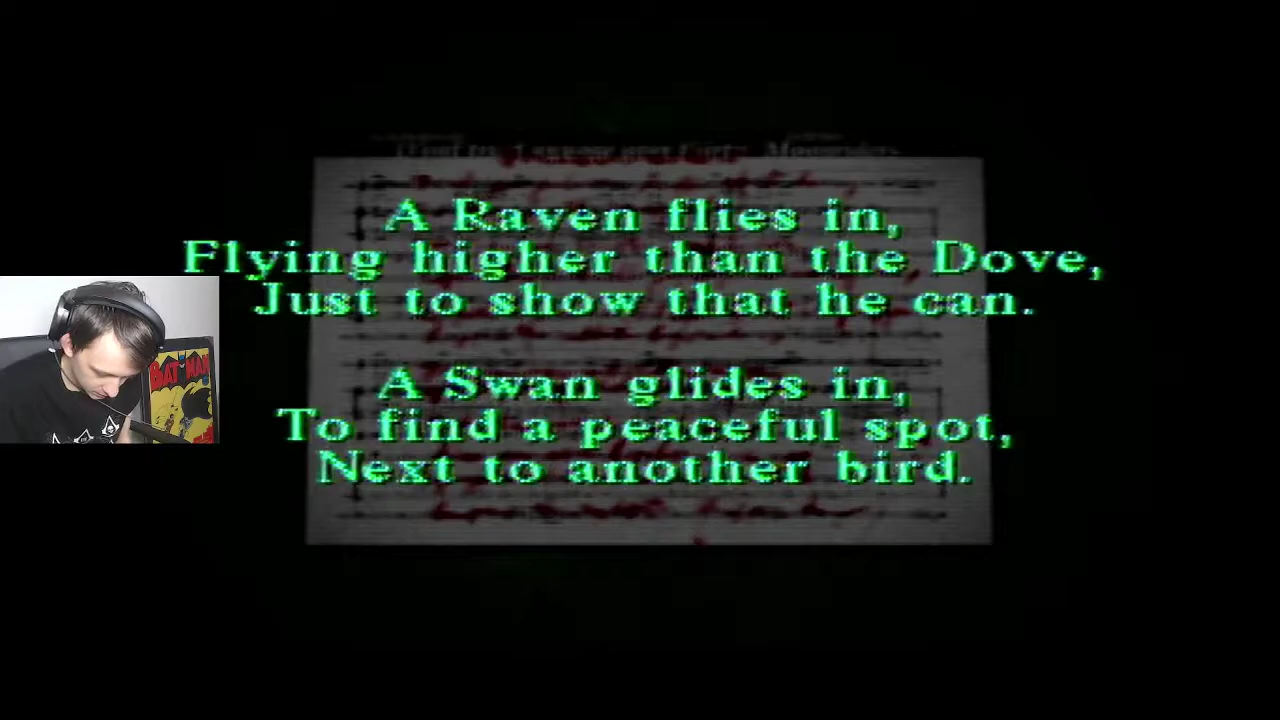 A Raven flies in,
Flying higher than the Dove,
Just to show that he can.
A Swan glides in,
To find a peaceful spot,
Next to another bird.
BATMAN